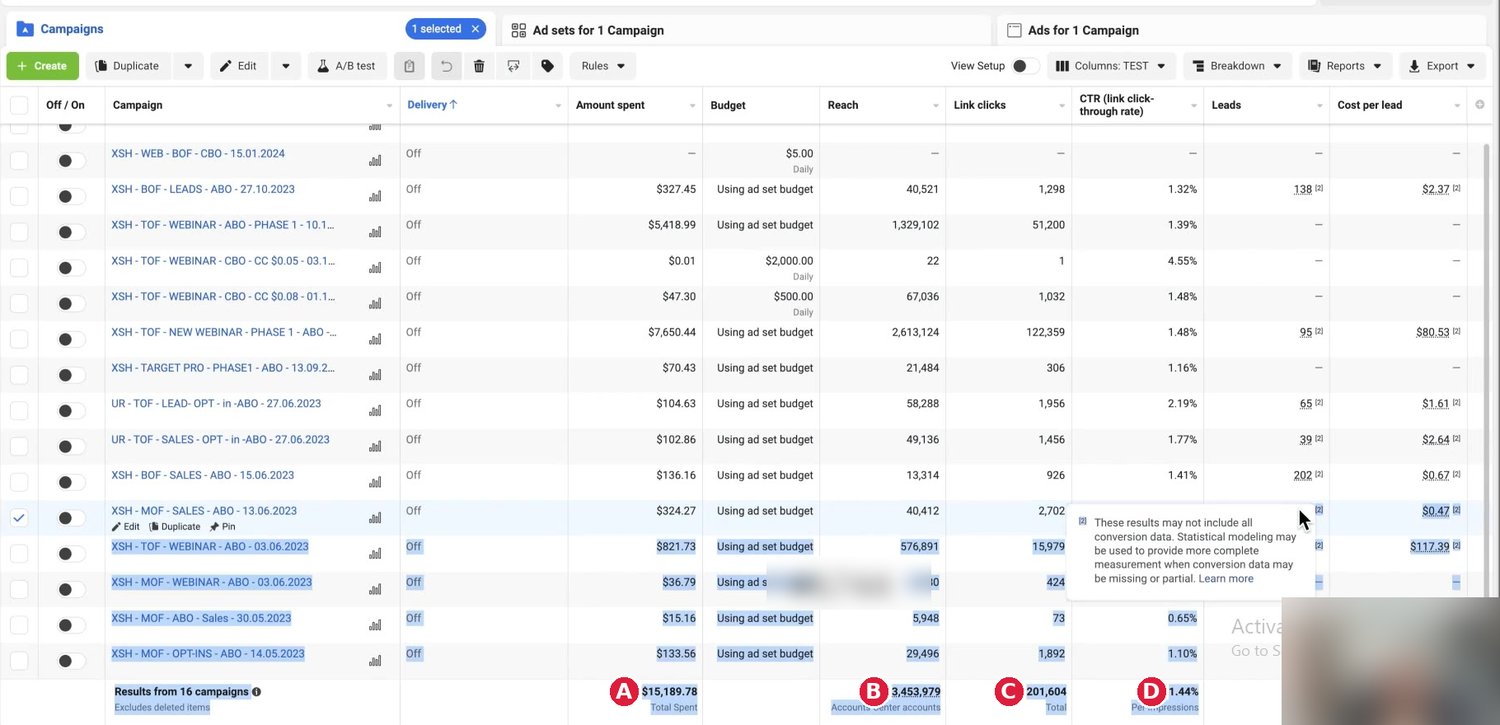 Campaigns 1 selected Ad sets for 1 Campaign Ads for 1 Campaign
Create Duplicate Edit A/B test Rules View Setup Columns: TEST Breakdown Reports Export
Off / On Campaign Delivery ↑ Amount spent Budget Reach Link clicks CTR (link click-through rate) Leads Cost per lead
XSH - WEB - BOF - CBO - 15.01.2024 Off — $5.00 — — — — —
Daily
XSH - BOF - LEADS - ABO - 27.10.2023 Off $327.45 Using ad set budget 40,521 1,298 1.32% 138 [2] $2.37 [2]
XSH - TOF - WEBINAR - ABO - PHASE 1 - 10.1... Off $5,418.99 Using ad set budget 1,329,102 51,200 1.39% — —
XSH - TOF - WEBINAR - CBO - CC $0.05 - 03.1... Off $0.01 $2,000.00 22 1 4.55% — —
Daily
XSH - TOF - WEBINAR - CBO - CC $0.08 - 01.1... Off $47.30 $500.00 67,036 1,032 1.48% — —
Daily
XSH - TOF - NEW WEBINAR - PHASE 1 - ABO -... Off $7,650.44 Using ad set budget 2,613,124 122,359 1.48% 95 [2] $80.53 [2]
XSH - TARGET PRO - PHASE1 - ABO - 13.09.2... Off $70.43 Using ad set budget 21,484 306 1.16% — —
UR - TOF - LEAD- OPT - in -ABO - 27.06.2023 Off $104.63 Using ad set budget 58,288 1,956 2.19% 65 [2] $1.61 [2]
UR - TOF - SALES - OPT - in -ABO - 27.06.2023 Off $102.86 Using ad set budget 49,136 1,456 1.77% 39 [2] $2.64 [2]
XSH - BOF - SALES - ABO - 15.06.2023 Off $136.16 Using ad set budget 13,314 926 1.41% 202 [2] $0.67 [2]
XSH - MOF - SALES - ABO - 13.06.2023 Off $324.27 Using ad set budget 40,412 2,702 [2] $0.47 [2]
Edit Duplicate Pin
XSH - TOF - WEBINAR - ABO - 03.06.2023 Off $821.73 Using ad set budget 576,891 15,979 [2] $117.39 [2]
XSH - MOF - WEBINAR - ABO - 03.06.2023 Off $36.79 Using ad 424 — —
XSH - MOF - ABO - Sales - 30.05.2023 Off $15.16 Using ad set budget 5,948 73 0.65%
XSH - MOF - OPT-INS - ABO - 14.05.2023 Off $133.56 Using ad set budget 29,496 1,892 1.10%
[2] These results may not include all
conversion data. Statistical modeling may
be used to provide more complete
measurement when conversion data may
be missing or partial. Learn more
Go to
Results from 16 campaigns A $15,189.78 B 3,453,979 C 201,604 D 1.44%
Excludes deleted items Total Spent Accounts Center accounts Total Per Impressions